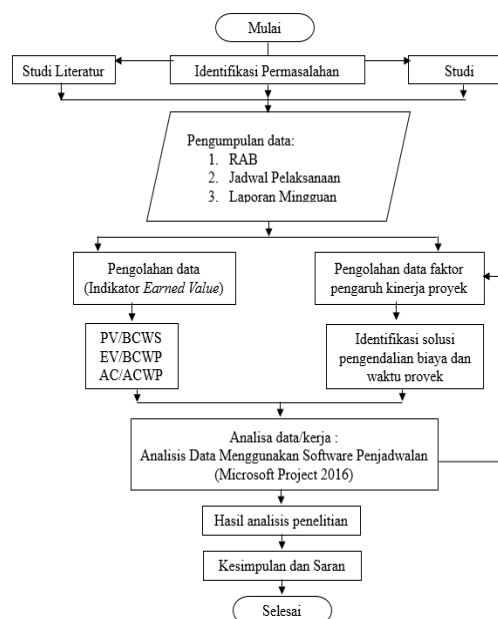 Mulai
Studi Literatur
Identifikasi Permasalahan
Studi
Pengumpulan data:
1. RAB
2. Jadwal Pelaksanaan
3. Laporan Mingguan
Pengolahan data
(Indikator Earned Value)
Pengolahan data faktor
pengaruh kinerja proyek
PV/BCWS
EV/BCWP
AC/ACWP
Identifikasi solusi
pengendalian biaya dan
waktu proyek
Analisa data/kerja :
Analisis Data Menggunakan Software Penjadwalan
(Microsoft Project 2016)
Hasil analisis penelitian
Kesimpulan dan Saran
Selesai